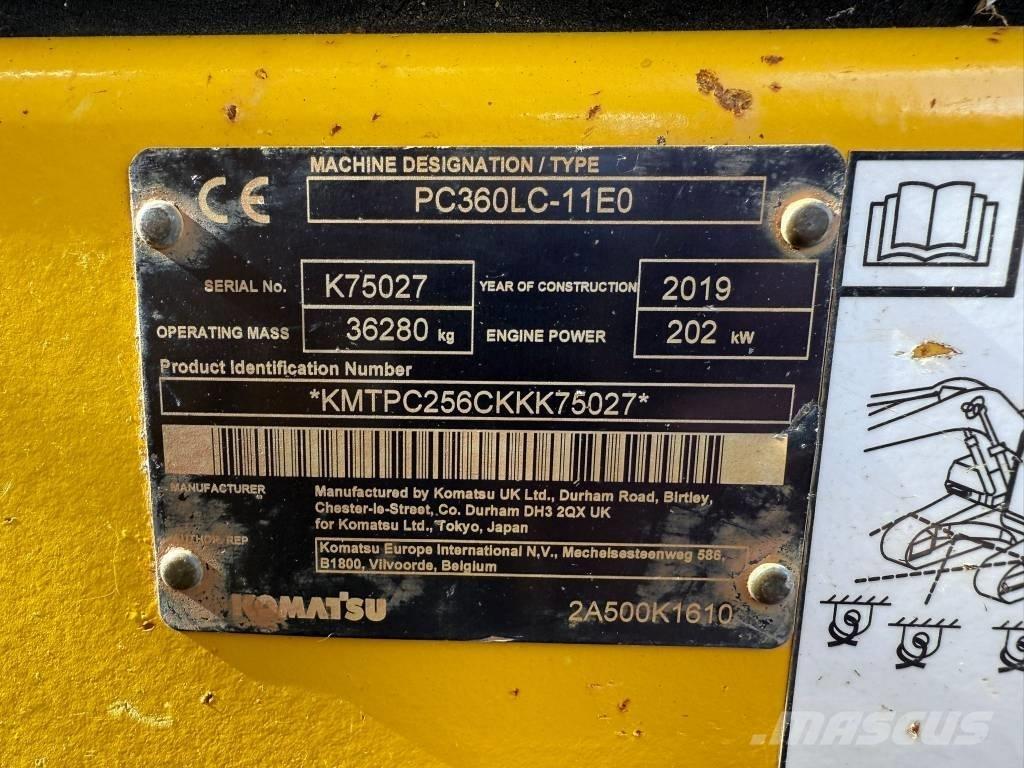 CE
MACHINE DESIGNATION / TYPE
PC360LC-11E0
SERIAL No. K75027 YEAR OF CONSTRUCTION 2019
OPERATING MASS 36280 kg ENGINE POWER 202 kW
Product Identification Number
*KMTPC256CKKK75027*
MANUFACTURER
Manufactured by Komatsu UK Ltd., Durham Road, Birtley,
Chester-le-Street, Co. Durham DH3 2QX UK
for Komatsu Ltd., Tokyo, Japan
AUTHOR. REP
Komatsu Europe International N,V., Mechelsesteenweg 586,
B1800, Vilvoorde, Belgium
KOMATSU 2A500K1610
MASCUS